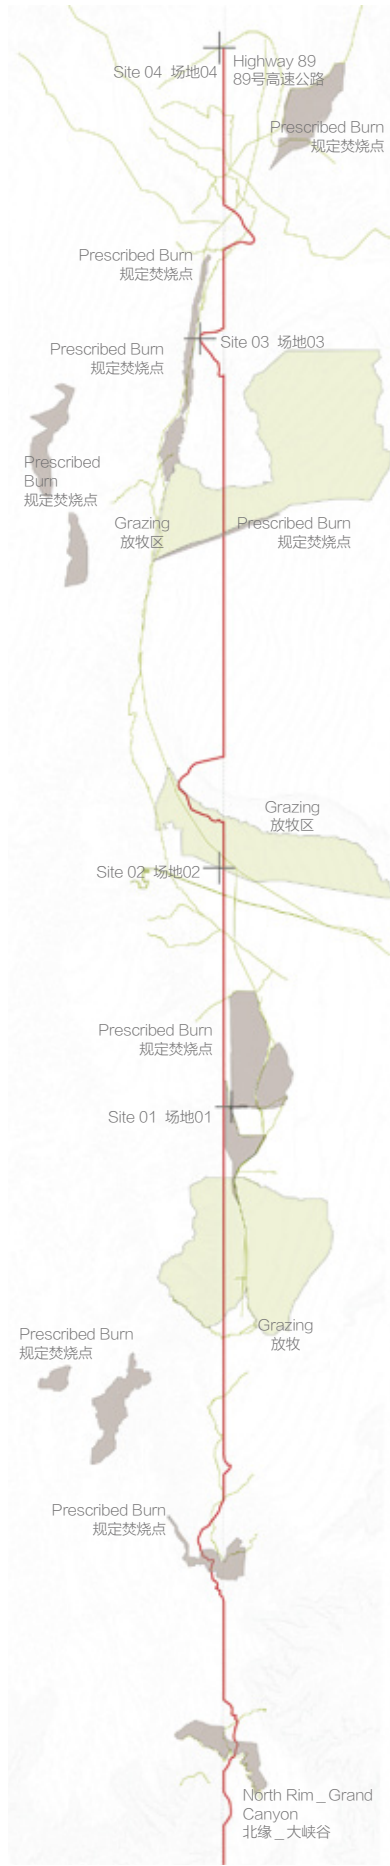 Highway 89
89号高速公路
Site 04 场地04
Prescribed Burn
规定焚烧点
Prescribed Burn
规定焚烧点
Site 03 场地03
Prescribed Burn
规定焚烧点
Prescribed
Burn
规定焚烧点
Grazing
放牧区
Prescribed Burn
规定焚烧点
Grazing
放牧区
Site 02 场地02
Prescribed Burn
规定焚烧点
Site 01 场地01
Grazing
放牧
Prescribed Burn
规定焚烧点
Prescribed Burn
规定焚烧点
North Rim _ Grand
Canyon
北缘 _ 大峡谷